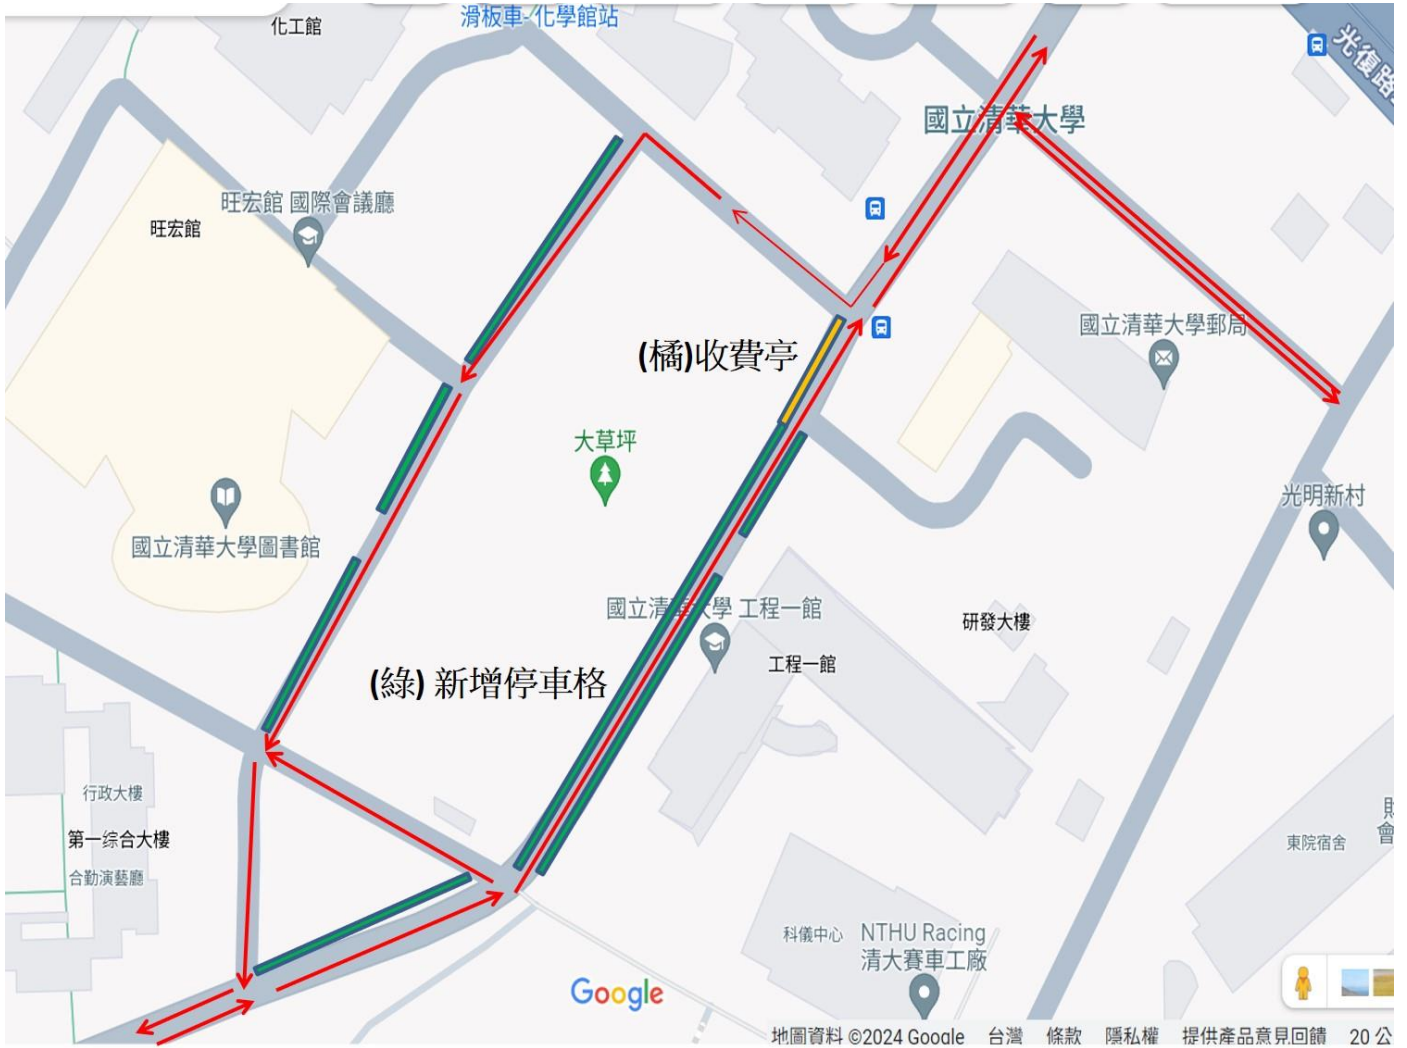 滑板車-化學館站
化工館
光復路
國立清華大學
旺宏館 國際會議廳
旺宏館
國立清華大學郵局
(橘)收費亭
大草坪
光明新村
國立清華大學圖書館
國立清華大學 工程一館
研發大樓
工程一館
(綠) 新增停車格
行政大樓
第一综合大樓
東院宿舍
合勤演藝廳
科儀中心
NTHU Racing
清大賽車工廠
Google
地圖資料 ©2024 Google 台灣 條款 隱私權 提供產品意見回饋 20 公